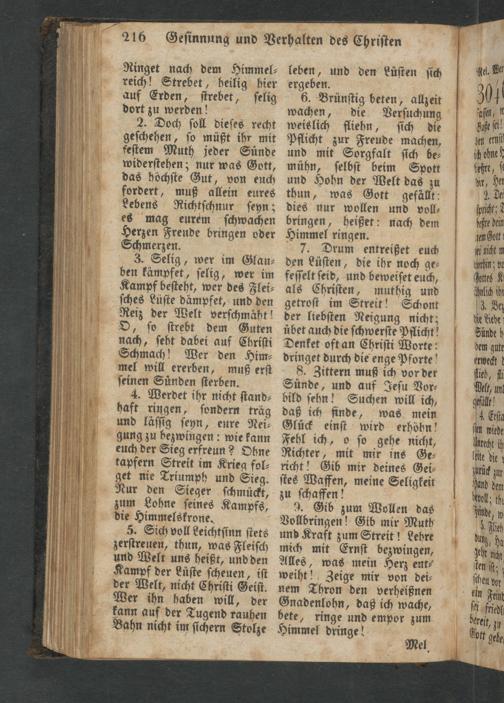 216 Gesinnung und Verhalten des Christen
Ringet nach dem Himmel-
reich! Strebet, heilig hier
auf Erden, strebet, selig
dort zu werden!
2. Doch soll dieses recht
geschehen, so müßt ihr mit
festem Muth jeder Sünde
widerstehen; nur was Gott,
das höchste Gut, von euch
fordert, muß allein eures
Lebens Richtschnur seyn;
es mag eurem schwachen
Herzen Freude bringen oder
Schmerzen.
3. Selig, wer im Glau-
ben kämpfet, selig, wer im
Kampf besteht, wer des Flei-
sches Lüste dämpfet, und den
Reiz der Welt verschmäht!
O, so strebt dem Guten
nach, seht dabei auf Christi
Schmach! Wer den Him-
mel will ererben, muß erst
seinen Sünden sterben.
4. Werdet ihr nicht stand-
haft ringen, sondern träg
und lässig seyn, eure Nei-
gung zu bezwingen: wie kann
euch der Sieg erfreun? Ohne
tapfern Streit im Krieg fol-
get nie Triumph und Sieg.
Nur den Sieger schmückt,
zum Lohne seines Kampfs,
die Himmelskrone.
5. Sich voll Leichtsinn stets
zerstreuen, thun, was Fleisch
und Welt uns heißt, und den
Kampf der Lüste scheuen, ist
der Welt, nicht Christi Geist.
Wer ihn haben will, der
kann auf der Tugend rauhen
Bahn nicht im sichern Stolze
leben, und den Lüsten sich
ergeben.
6. Brünstig beten, allzeit
wachen, die Versuchung
weislich fliehn, sich die
Pflicht zur Freude machen,
und mit Sorgfalt sich be-
mühn, selbst beim Spott
und Hohn der Welt das zu
thun, was Gott gefällt:
dies nur wollen und voll-
bringen, heißet: nach dem
Himmel ringen.
7. Drum entreißet euch
den Lüsten, die ihr noch ge-
fesselt seid, und beweiset euch,
als Christen, muthig und
getrost im Streit! Schont
der liebsten Neigung nicht;
übet auch die schwerste Pflicht!
Denket oft an Christi Worte:
dringet durch die enge Pforte!
8. Zittern muß ich vor der
Sünde, und auf Jesu Vor-
bild sehn! Suchen will ich,
daß ich finde, was mein
Glück einst wird erhöhn!
Fehl ich, o so gehe nicht,
Richter, mit mir ins Ge-
richt! Gib mir deines Gei-
stes Waffen, meine Seligkeit
zu schaffen!
9. Gib zum Wollen das
Vollbringen! Gib mir Muth
und Kraft zum Streit! Lehre
mich mit Ernst bezwingen,
Alles, was mein Herz ent-
weiht! Zeige mir von dei-
nem Thron den verheißnen
Gnadenlohn, daß ich wache,
bete, ringe und empor zum
Himmel dringe!
Mel.